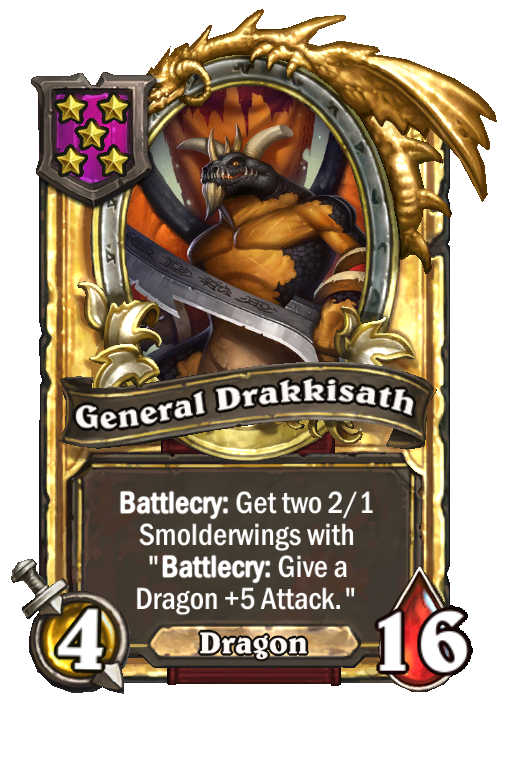 General Drakkisath
Battlecry: Get two 2/1
Smolderwings with
"Battlecry: Give a
Dragon +5 Attack."
4
Dragon
16